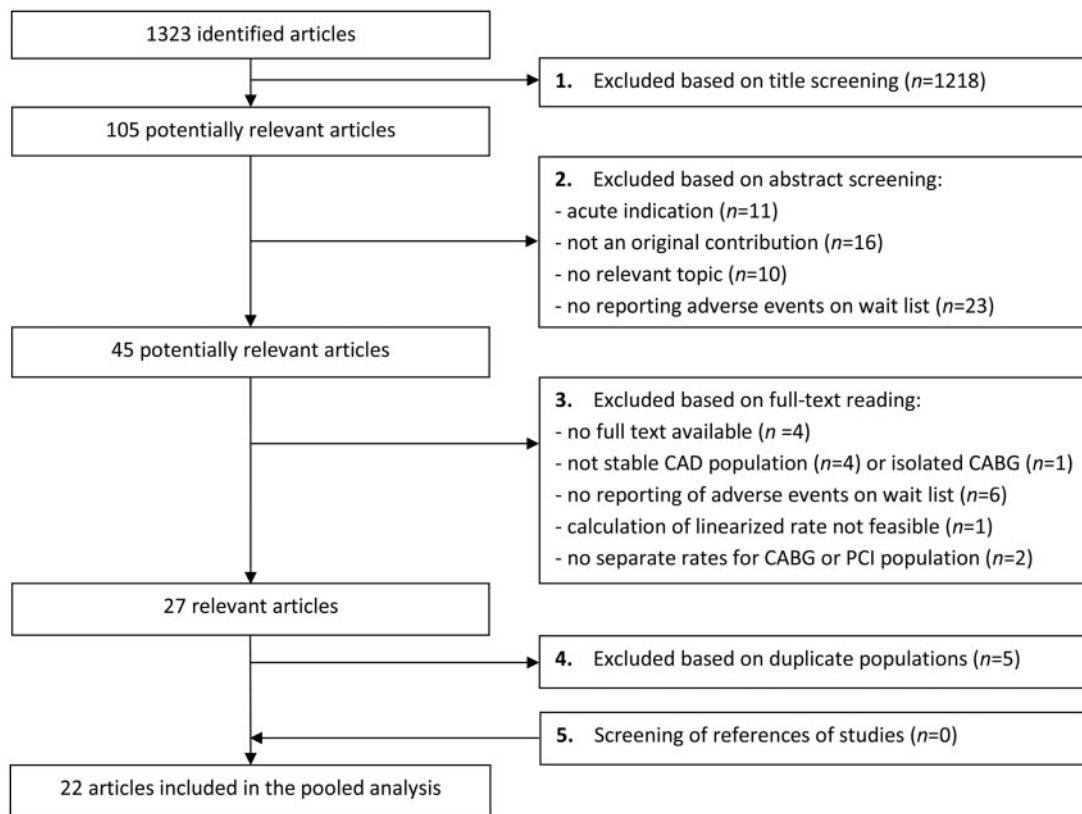 1323 identified articles
1. Excluded based on title screening (n=1218)
105 potentially relevant articles
2. Excluded based on abstract screening:
- acute indication (n=11)
- not an original contribution (n=16)
- no relevant topic (n=10)
- no reporting adverse events on wait list (n=23)
45 potentially relevant articles
3. Excluded based on full-text reading:
- no full text available (n =4)
- not stable CAD population (n=4) or isolated CABG (n=1)
- no reporting of adverse events on wait list (n=6)
- calculation of linearized rate not feasible (n=1)
- no separate rates for CABG or PCI population (n=2)
27 relevant articles
4. Excluded based on duplicate populations (n=5)
5. Screening of references of studies (n=0)
22 articles included in the pooled analysis